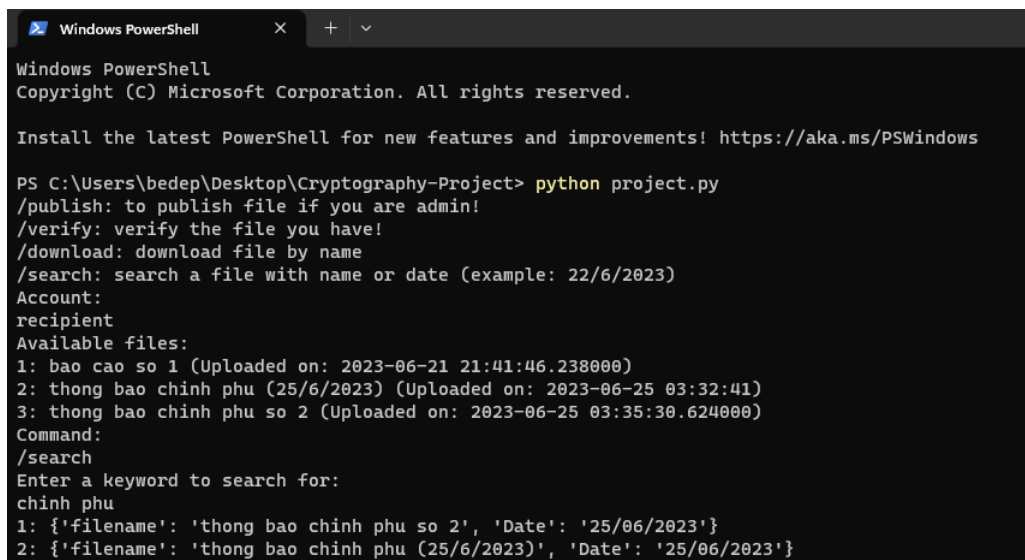 Windows PowerShell
Windows PowerShell
Copyright (C) Microsoft Corporation. All rights reserved.
Install the latest PowerShell for new features and improvements! https://aka.ms/PSWindows
PS C:\Users\bedep\Desktop\Cryptography-Project> python project.py
/publish: to publish file if you are admin!
/verify: verify the file you have!
/download: download file by name
/search: search a file with name or date (example: 22/6/2023)
Account:
recipient
Available files:
1: bao cao so 1 (Uploaded on: 2023-06-21 21:41:46.238000)
2: thong bao chinh phu (25/6/2023) (Uploaded on: 2023-06-25 03:32:41)
3: thong bao chinh phu so 2 (Uploaded on: 2023-06-25 03:35:30.624000)
Command:
/search
Enter a keyword to search for:
chinh phu
1: {'filename': 'thong bao chinh phu so 2', 'Date': '25/06/2023'}
2: {'filename': 'thong bao chinh phu (25/6/2023)', 'Date': '25/06/2023'}